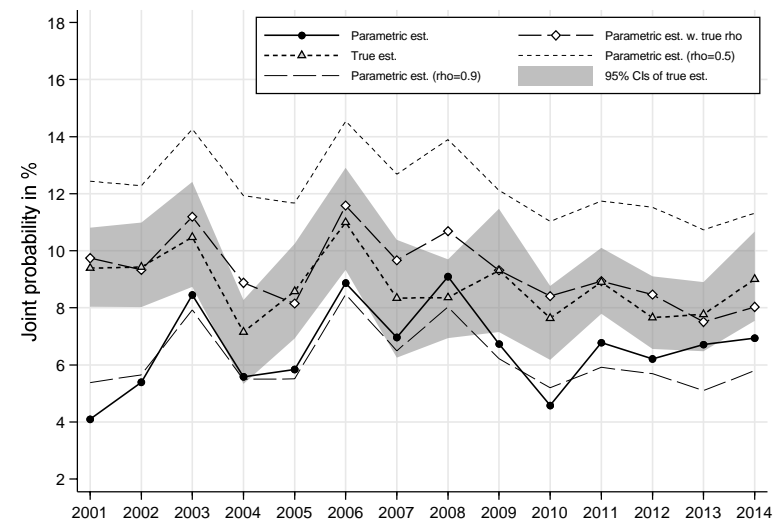 Parametric est.
Parametric est. w. true rho
True est.
Parametric est. (rho=0.5)
Parametric est. (rho=0.9)
95% CIs of true est.
Joint probability in %
18
16
14
12
10
8
6
4
2
2001 2002 2003 2004 2005 2006 2007 2008 2009 2010 2011 2012 2013 2014